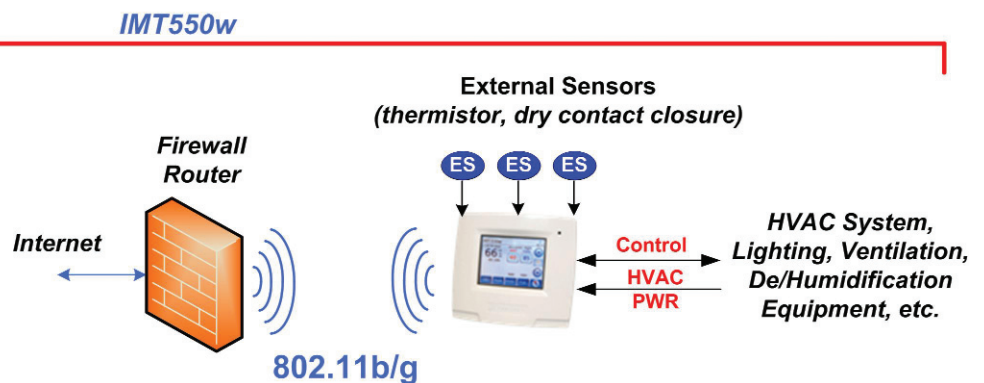 IMT550w
External Sensors
(thermistor, dry contact closure)
Firewall
Router
ES ES ES
Internet
Control
HVAC
PWR
HVAC System,
Lighting, Ventilation,
De/Humidification
Equipment, etc.
802.11b/g